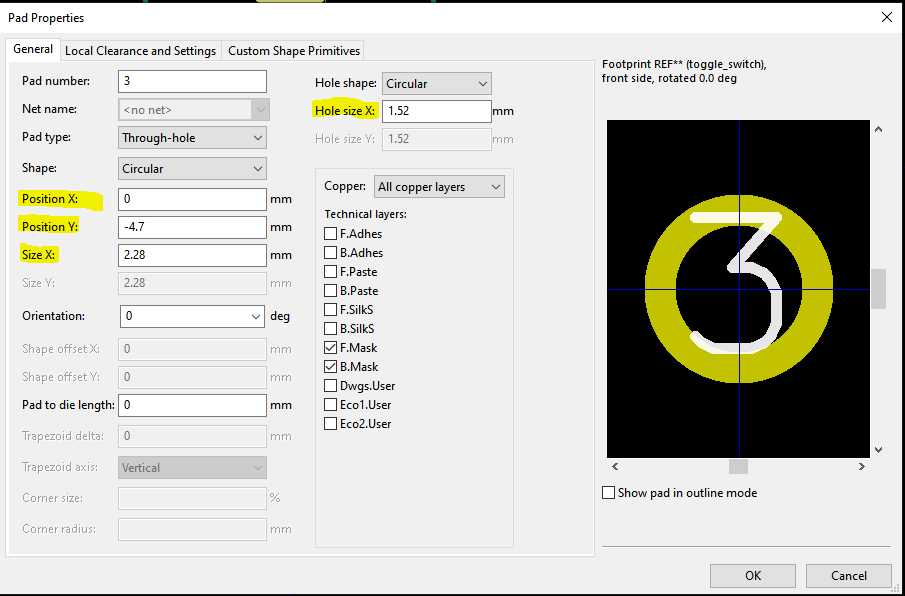 Pad Properties
General
Local Clearance and Settings
Custom Shape Primitives
Pad number: 3
Net name: <no net>
Pad type: Through-hole
Shape: Circular
Position X: 0 mm
Position Y: -4.7 mm
Size X: 2.28 mm
Size Y: 2.28 mm
Orientation: 0 deg
Shape offset X: 0 mm
Shape offset Y: 0 mm
Pad to die length: 0 mm
Trapezoid delta: 0 mm
Trapezoid axis: Vertical
Corner size: %
Corner radius: mm
Hole shape: Circular
Hole size X: 1.52 mm
Hole size Y: 1.52 mm
Copper: All copper layers
Technical layers:
F.Adhes
B.Adhes
F.Paste
B.Paste
F.SilkS
B.SilkS
F.Mask
B.Mask
Dwgs.User
Eco1.User
Eco2.User
Footprint REF** (toggle_switch),
front side, rotated 0.0 deg
3
Show pad in outline mode
OK
Cancel